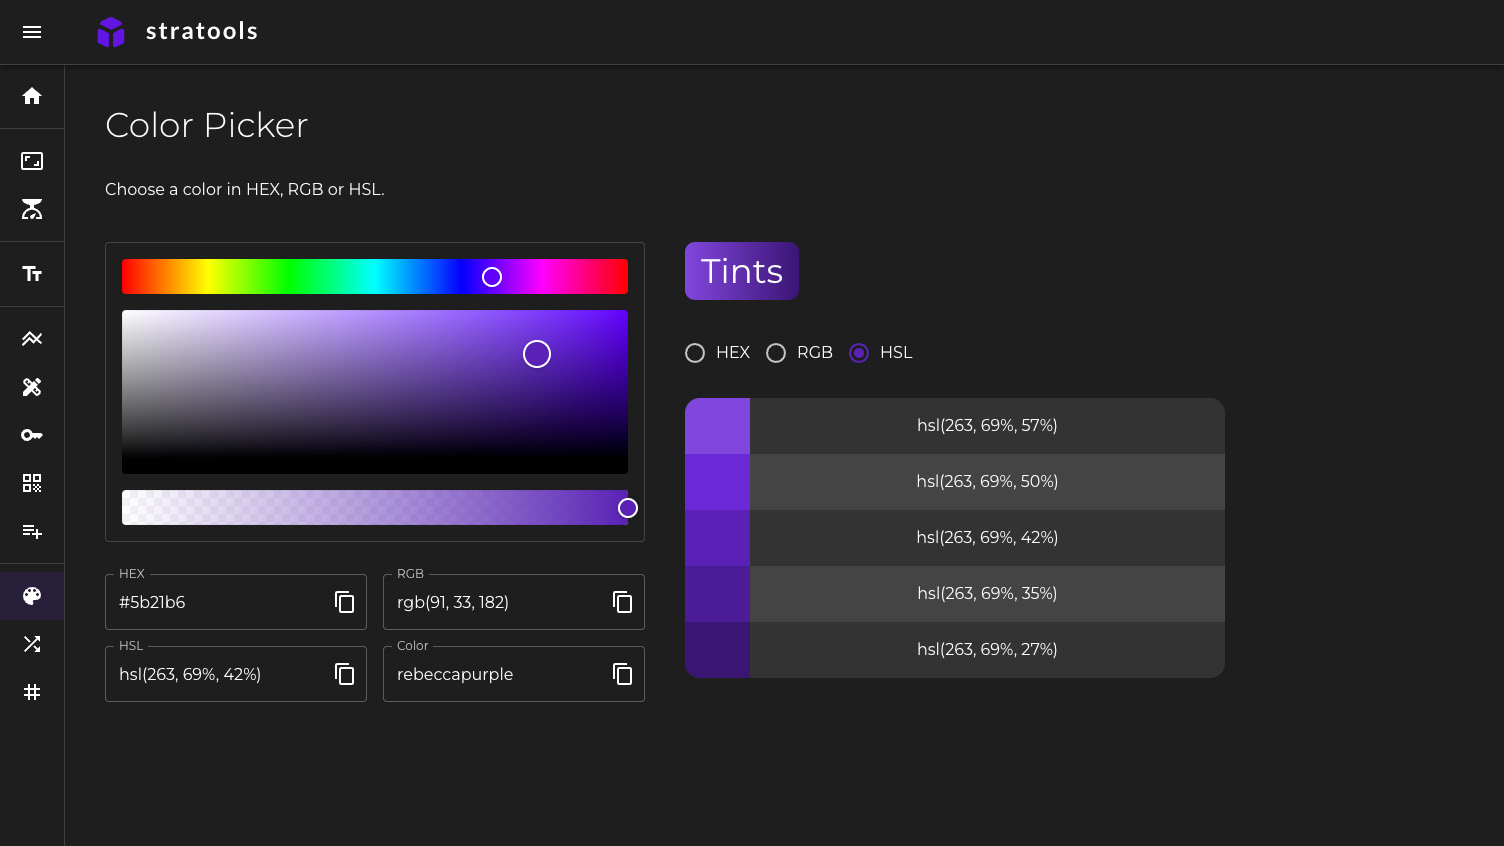 stratools
Color Picker
Choose a color in HEX, RGB or HSL.
HEX
#5b21b6
RGB
rgb(91, 33, 182)
HSL
hsl(263, 69%, 42%)
Color
rebeccapurple
Tints
HEX
RGB
HSL
hsl(263, 69%, 57%)
hsl(263, 69%, 50%)
hsl(263, 69%, 42%)
hsl(263, 69%, 35%)
hsl(263, 69%, 27%)